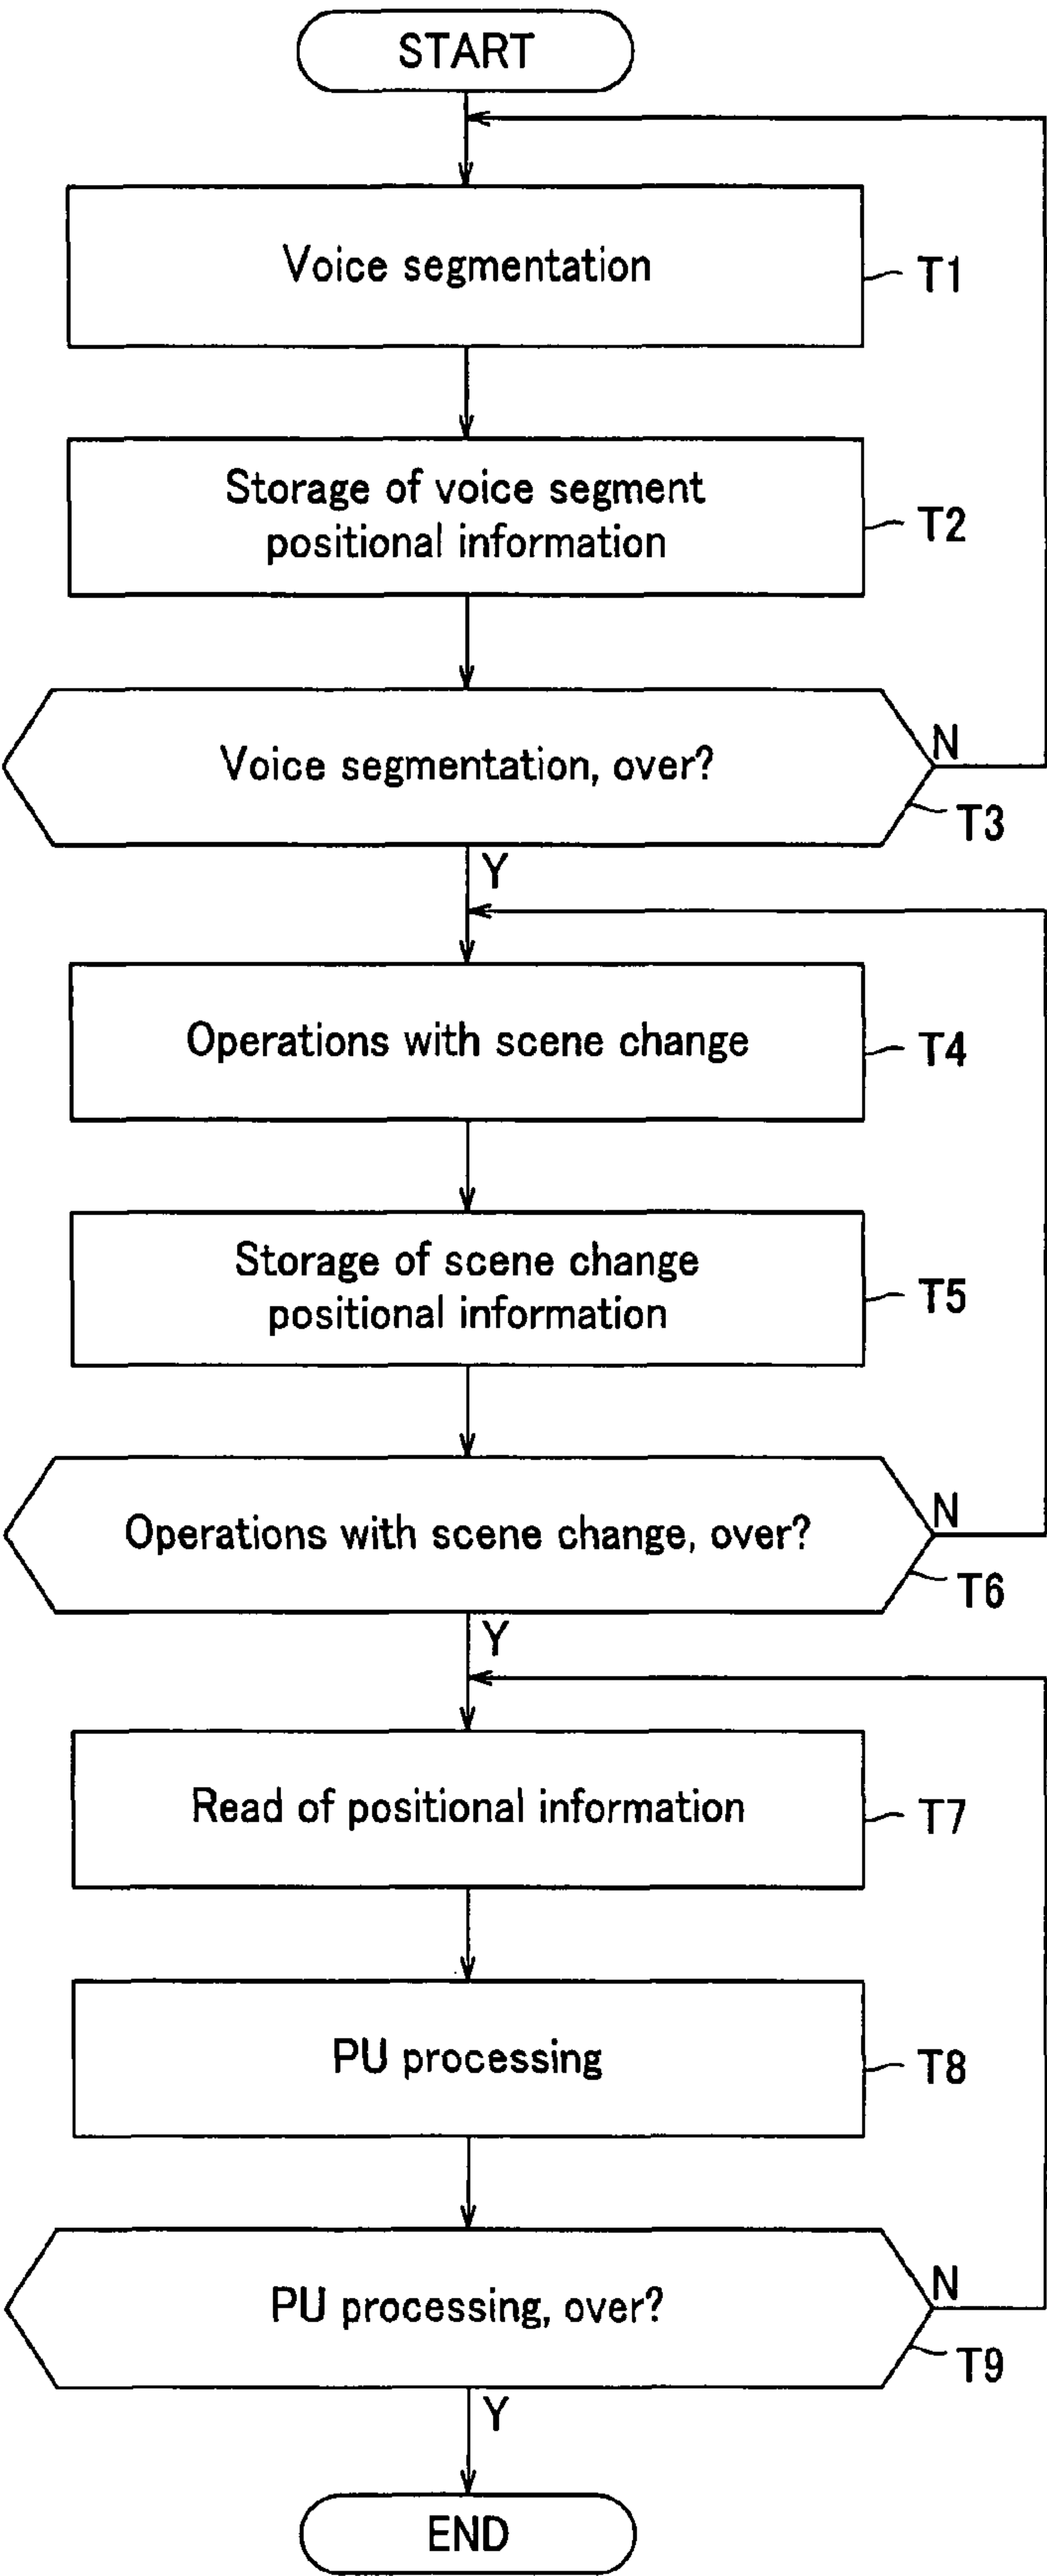 START
Voice segmentation
T1
Storage of voice segment
positional information
T2
Voice segmentation, over?
N
T3
Y
Operations with scene change
T4
Storage of scene change
positional information
T5
Operations with scene change, over?
N
T6
Y
Read of positional information
T7
PU processing
T8
PU processing, over?
N
T9
Y
END